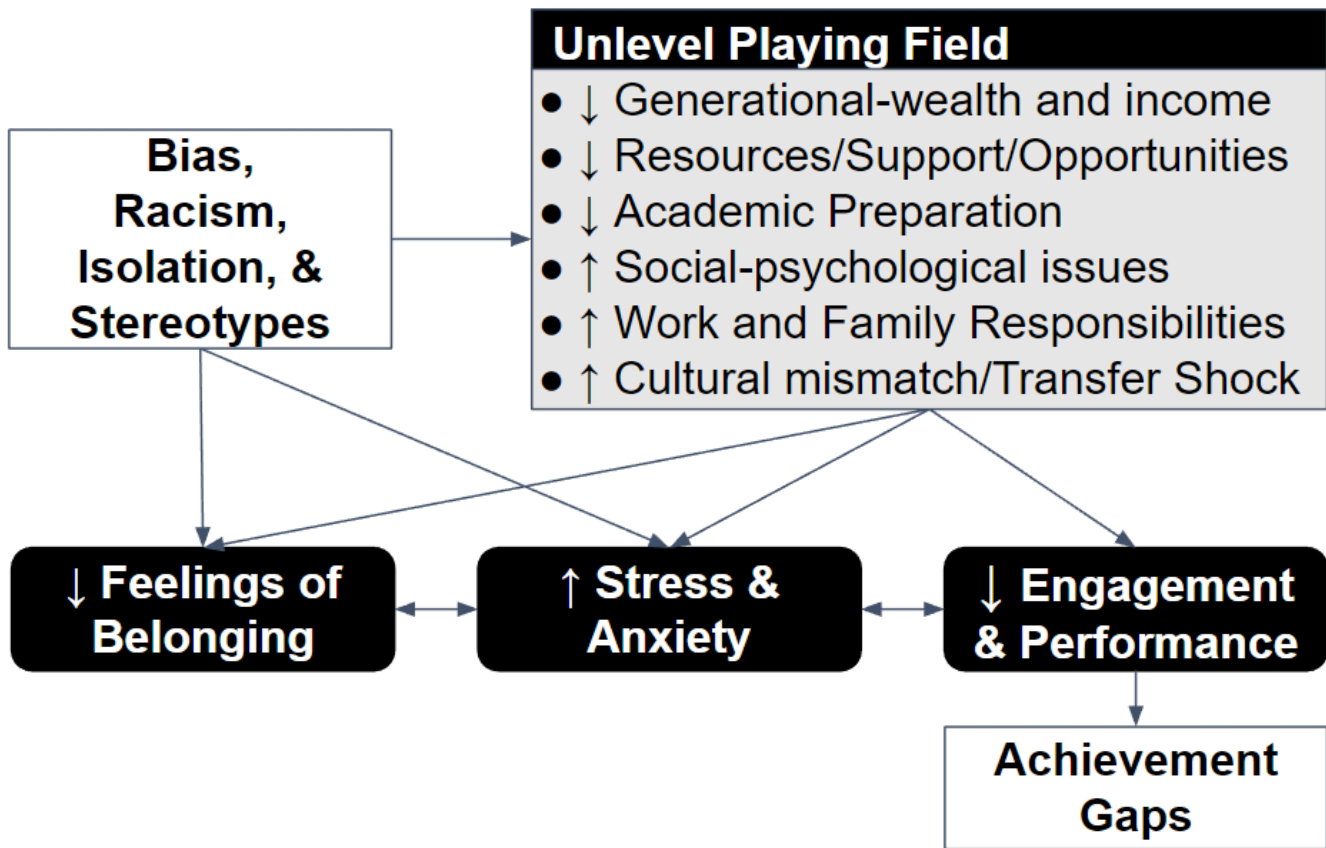 Bias,
Racism,
Isolation, &
Stereotypes
Unlevel Playing Field
● ↓ Generational-wealth and income
● ↓ Resources/Support/Opportunities
● ↓ Academic Preparation
● ↑ Social-psychological issues
● ↑ Work and Family Responsibilities
● ↑ Cultural mismatch/Transfer Shock
↓ Feelings of
Belonging
↑ Stress &
Anxiety
↓ Engagement
& Performance
Achievement
Gaps